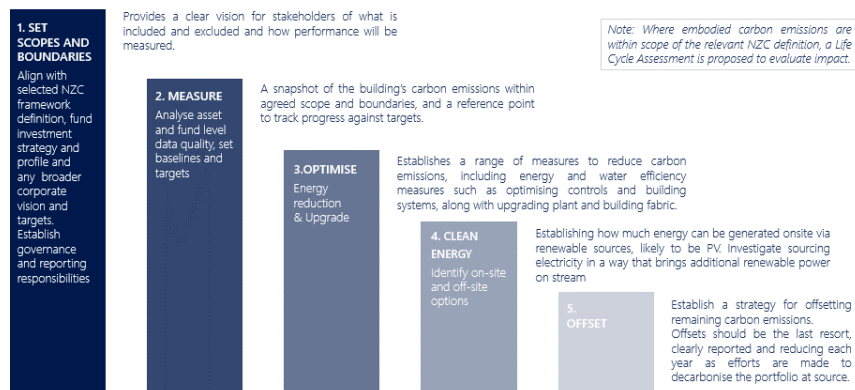 1. SET
SCOPES AND
BOUNDARIES
Align with
selected NZC
framework
definition, fund
investment
strategy and
profile and
any broader
corporate
vision and
targets.
Establish
governance
and reporting
responsibilities
Provides a clear vision for stakeholders of what is
included and excluded and how performance will be
measured.
Note: Where embodied carbon emissions are
within scope of the relevant NZC definition, a Life
Cycle Assessment is proposed to evaluate impact.
2. MEASURE
Analyse asset
and fund level
data quality, set
baselines and
targets
A snapshot of the building's carbon emissions within
agreed scope and boundaries, and a reference point
to track progress against targets.
3.OPTIMISE
Energy
reduction
& Upgrade
Establishes a range of measures to reduce carbon
emissions, including energy and water efficiency
measures such as optimising controls and building
systems, along with upgrading plant and building fabric.
4. CLEAN
ENERGY
Identify on-site
and off-site
options
Establishing how much energy can be generated onsite via
renewable sources, likely to be PV. Investigate sourcing
electricity in a way that brings additional renewable power
on stream
5.
OFFSET
Establish a strategy for offsetting
remaining carbon emissions.
Offsets should be the last resort,
clearly reported and reducing each
year as efforts are made to
decarbonise the portfolio at source.